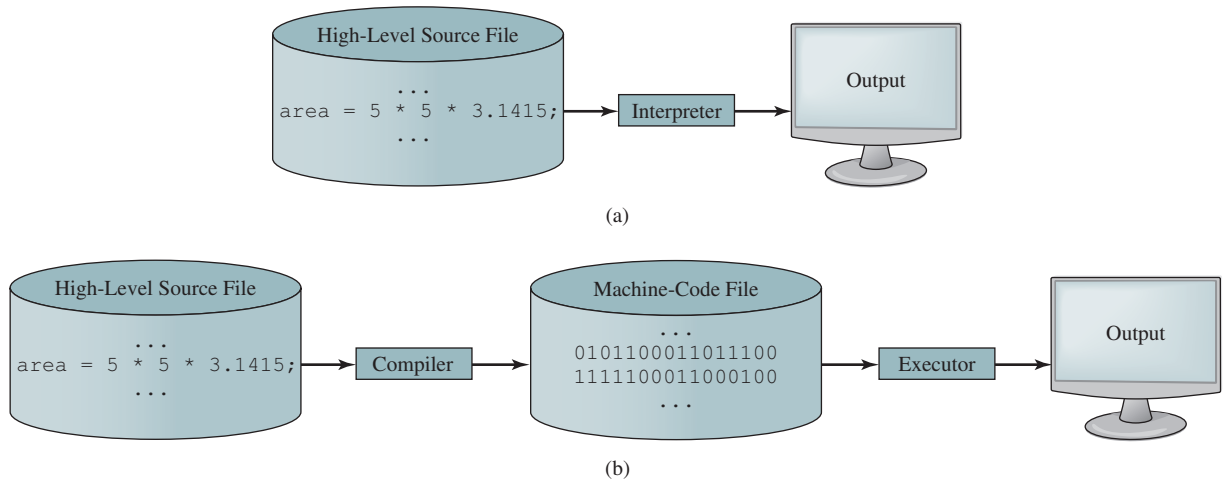 High-Level Source File
...
area = 5 * 5 * 3.1415;
...
Interpreter
Output
(a)
High-Level Source File
...
area = 5 * 5 * 3.1415;
...
Compiler
Machine-Code File
...
0101100011011100
1111100011000100
...
Executor
Output
(b)